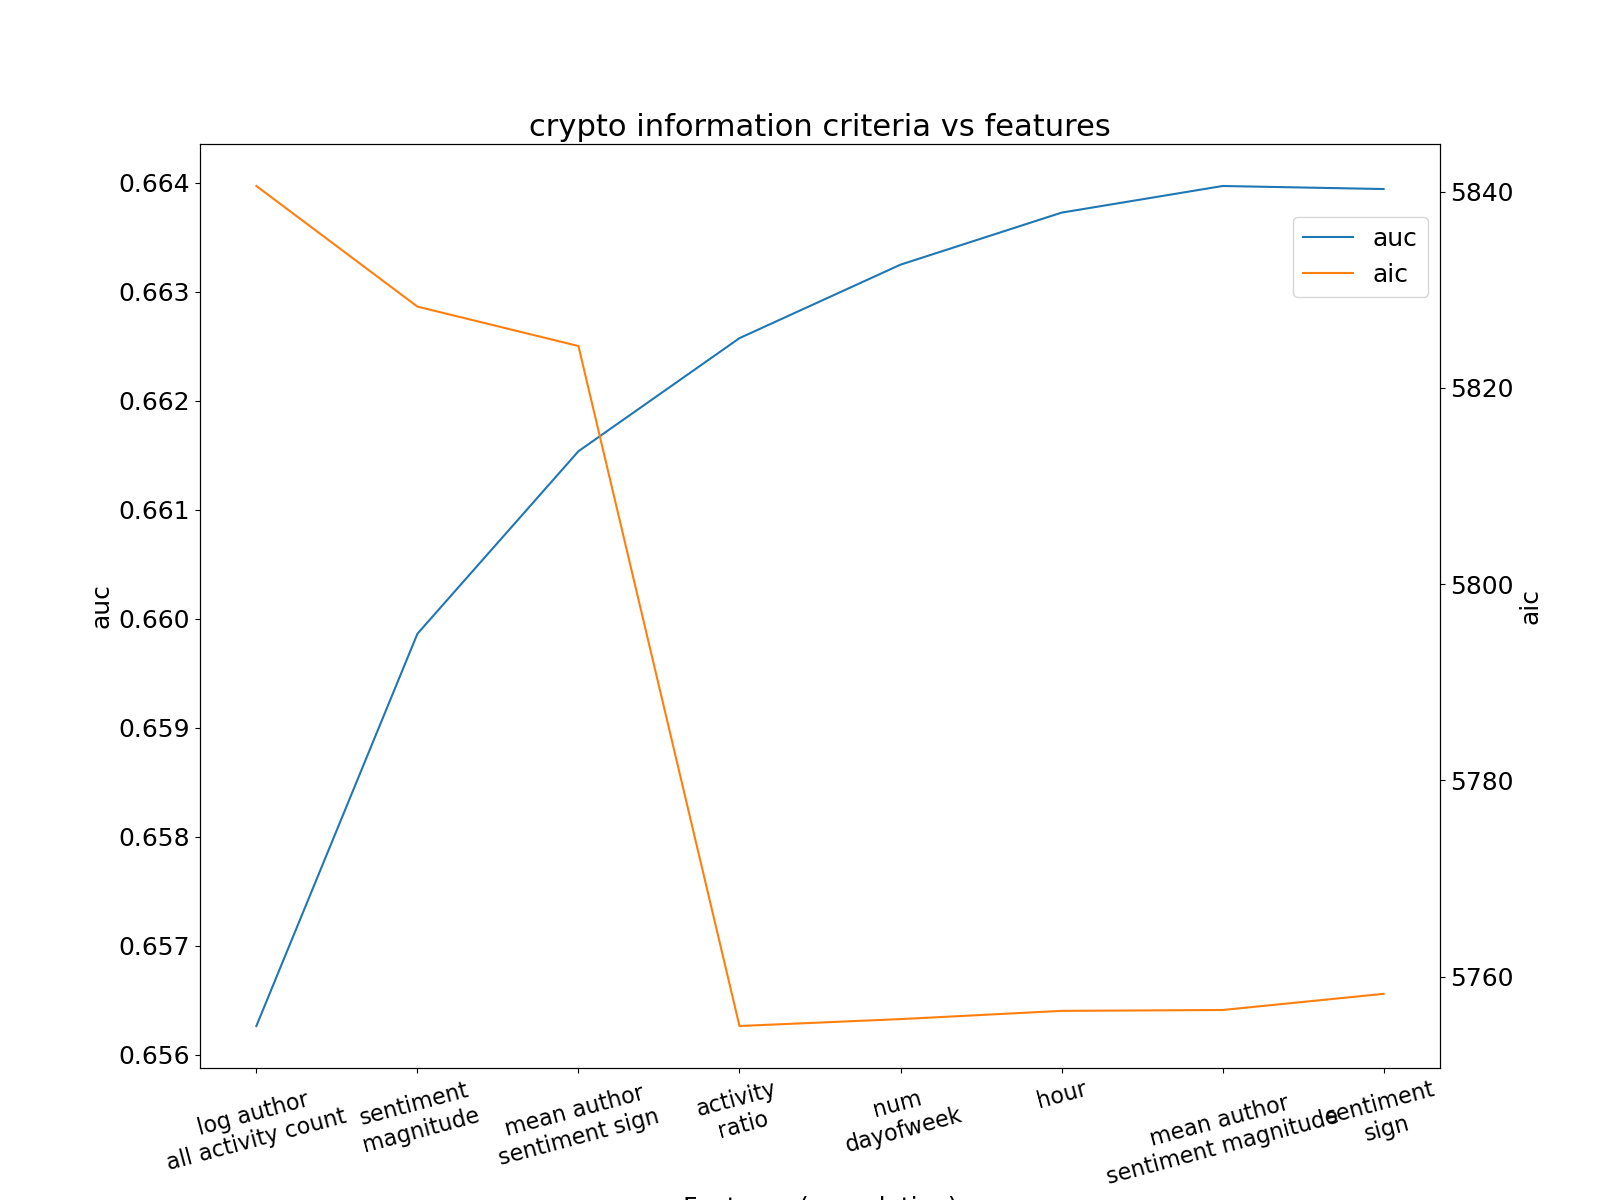 crypto information criteria vs features
0.664
0.663
0.662
0.661
0.660
0.659
0.658
0.657
0.656
auc
5840
5820
5800
5780
5760
aic
auc
aic
log author
all activity count
sentiment
magnitude
mean author
sentiment sign
activity
ratio
num
dayofweek
hour
mean author
sentiment magnitude
sentiment
sign